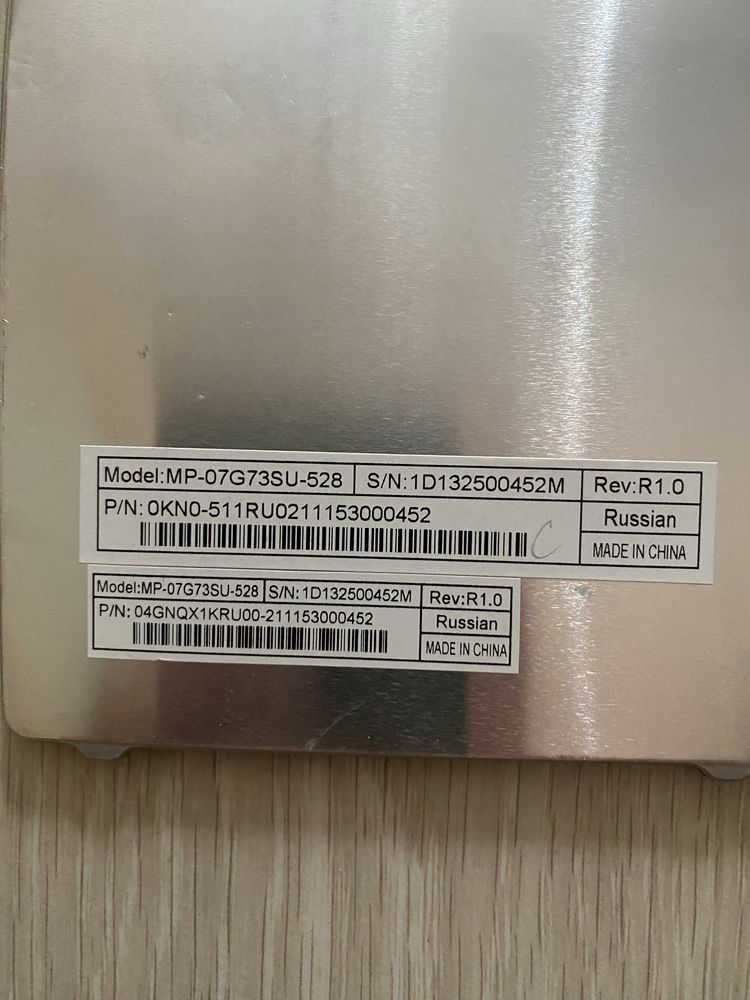 Model:MP-07G73SU-528 S/N:1D132500452M Rev:R1.0
P/N: 0KN0-511RU0211153000452 Russian
C MADE IN CHINA
Model:MP-07G73SU-528 S/N:1D132500452M Rev:R1.0
P/N: 04GNQX1KRU00-211153000452 Russian
MADE IN CHINA